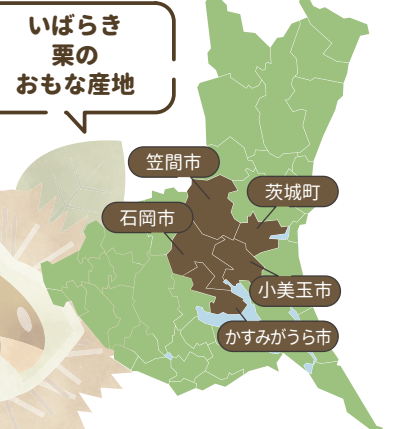 いばらき
栗の
おもな産地
笠間市
茨城町
石岡市
小美玉市
かすみがうら市